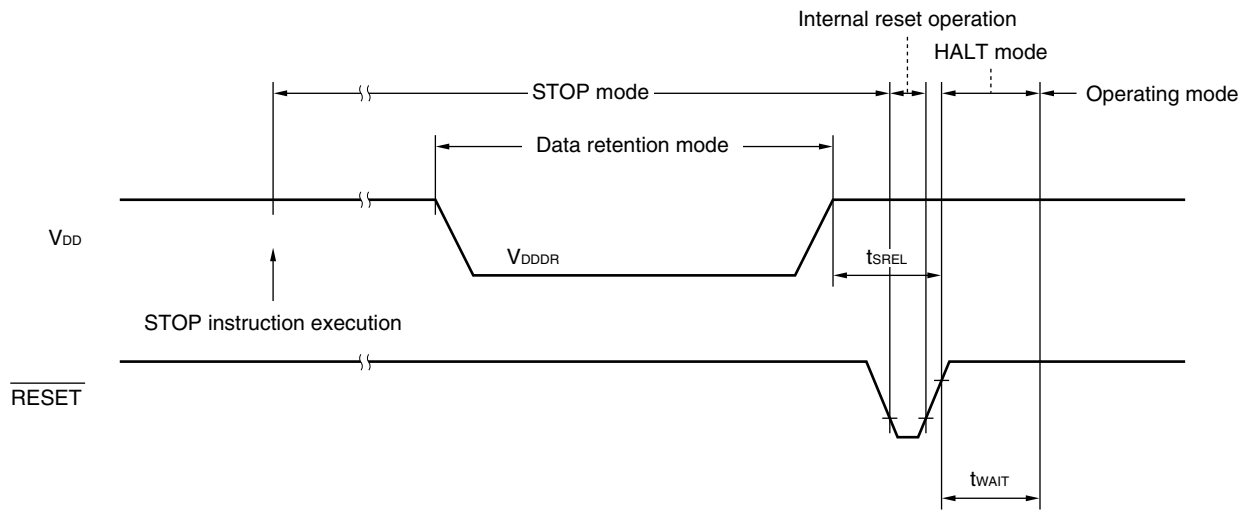 Internal reset operation
HALT mode
STOP mode
Operating mode
Data retention mode
VDD
VDDDR
tSREL
STOP instruction execution
RESET
tWAIT